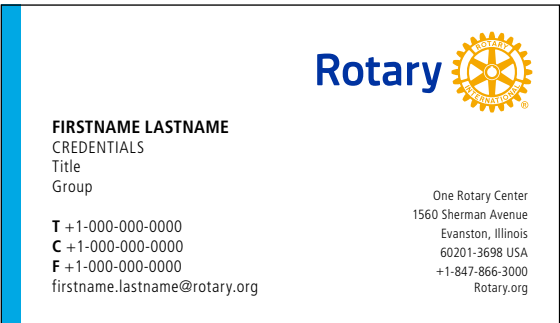 Rotary
ROTARY
INTERNATIONAL
®
FIRSTNAME LASTNAME
CREDENTIALS
Title
Group
T +1-000-000-0000
C +1-000-000-0000
F +1-000-000-0000
firstname.lastname@rotary.org
One Rotary Center
1560 Sherman Avenue
Evanston, Illinois
60201-3698 USA
+1-847-866-3000
Rotary.org